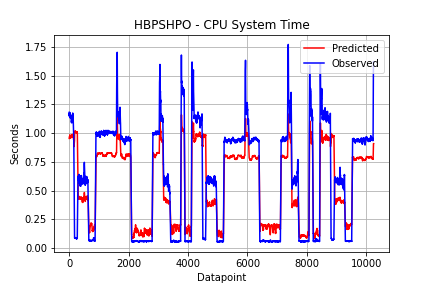 HBPSHPO - CPU System Time
Predicted
Observed
1.75
1.50
1.25
1.00
0.75
0.50
0.25
0.00
Seconds
0 2000 4000 6000 8000 10000
Datapoint